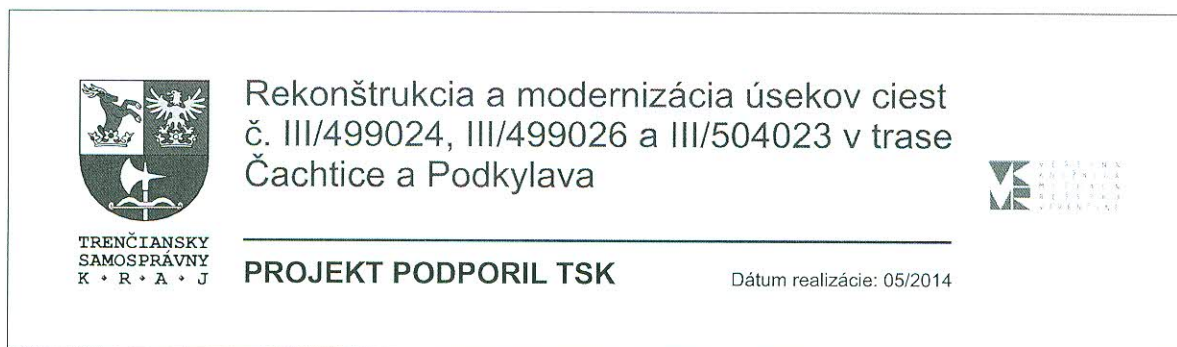 Rekonštrukcia a modernizácia úsekov ciest
č. III/499024, III/499026 a III/504023 v trase
Čachtice a Podkylava
TRENČIANSKY
SAMOSPRÁVNY
K • R • A • J
PROJEKT PODPORIL TSK
Dátum realizácie: 05/2014